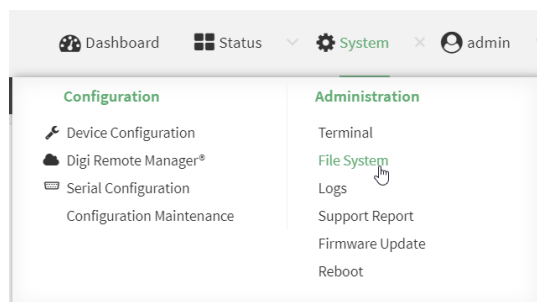 Dashboard Status System admin
Configuration
Device Configuration
Digi Remote Manager®
Serial Configuration
Configuration Maintenance
Administration
Terminal
File System
Logs
Support Report
Firmware Update
Reboot